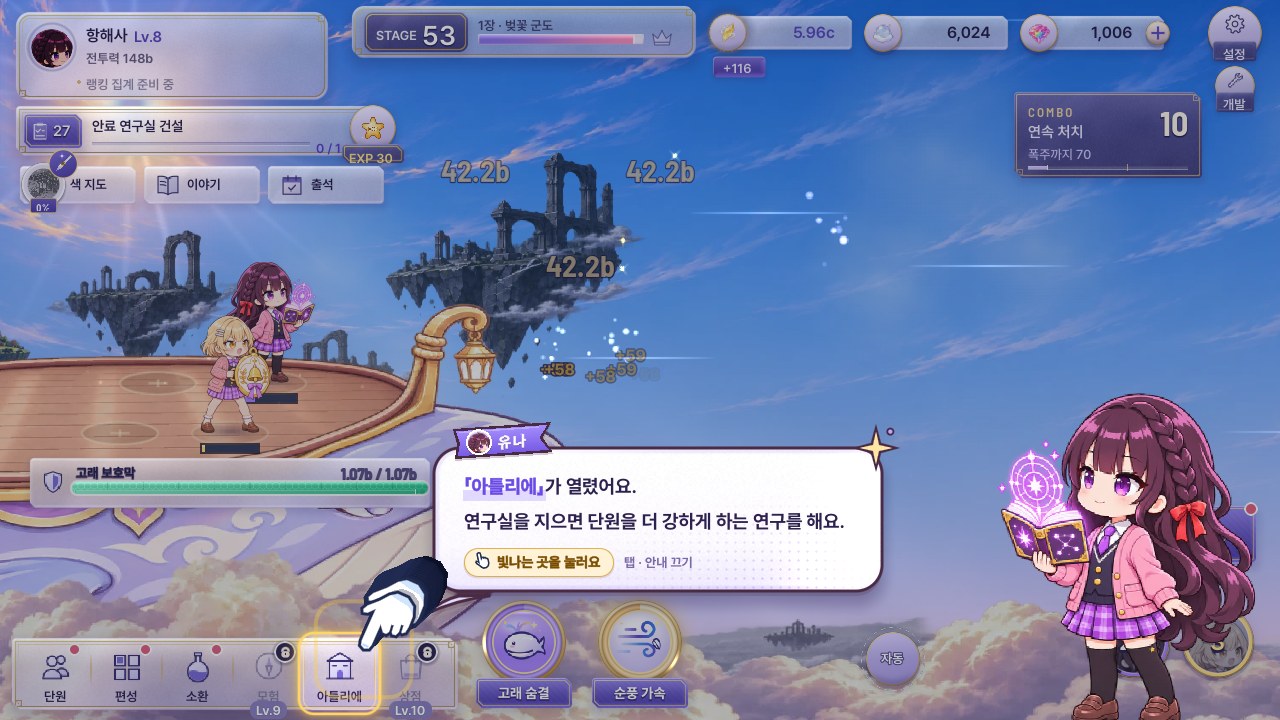 항해사 Lv.8
전투력 148b
랭킹 집계 준비 중
STAGE 53
1장 · 벚꽃 군도
5.96c
+116
6,024
1,006
설정
개발
27
안료 연구실 건설
0 / 1
EXP 30
색 지도
0%
이야기
출석
COMBO
연속 처치
10
폭주까지 70
42.2b
42.2b
42.2b
+58
+59
+58
+59
고래 보호막
1.07b / 1.07b
유나
『아틀리에』가 열렸어요.
연구실을 지으면 단원을 더 강하게 하는 연구를 해요.
빛나는 곳을 눌러요
탭 · 안내 끄기
단원
편성
소환
모험
Lv.9
아틀리에
상점
Lv.10
고래 숨결
순풍 가속
자동